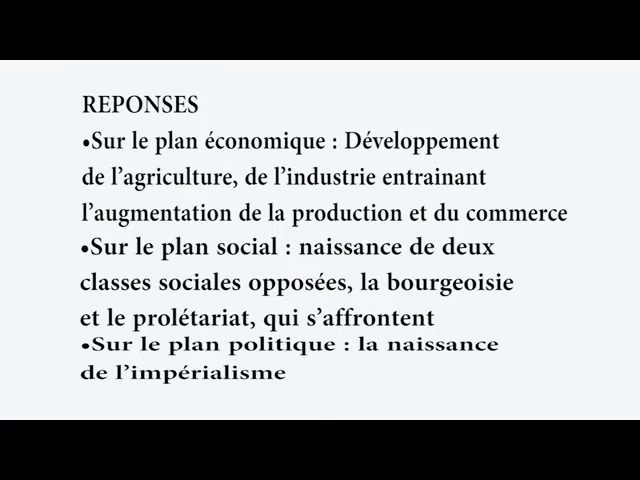 REPONSES
•Sur le plan économique : Développement
de l’agriculture, de l’industrie entrainant
l’augmentation de la production et du commerce
•Sur le plan social : naissance de deux
classes sociales opposées, la bourgeoisie
et le prolétariat, qui s’affrontent
•Sur le plan politique : la naissance
de l’impérialisme